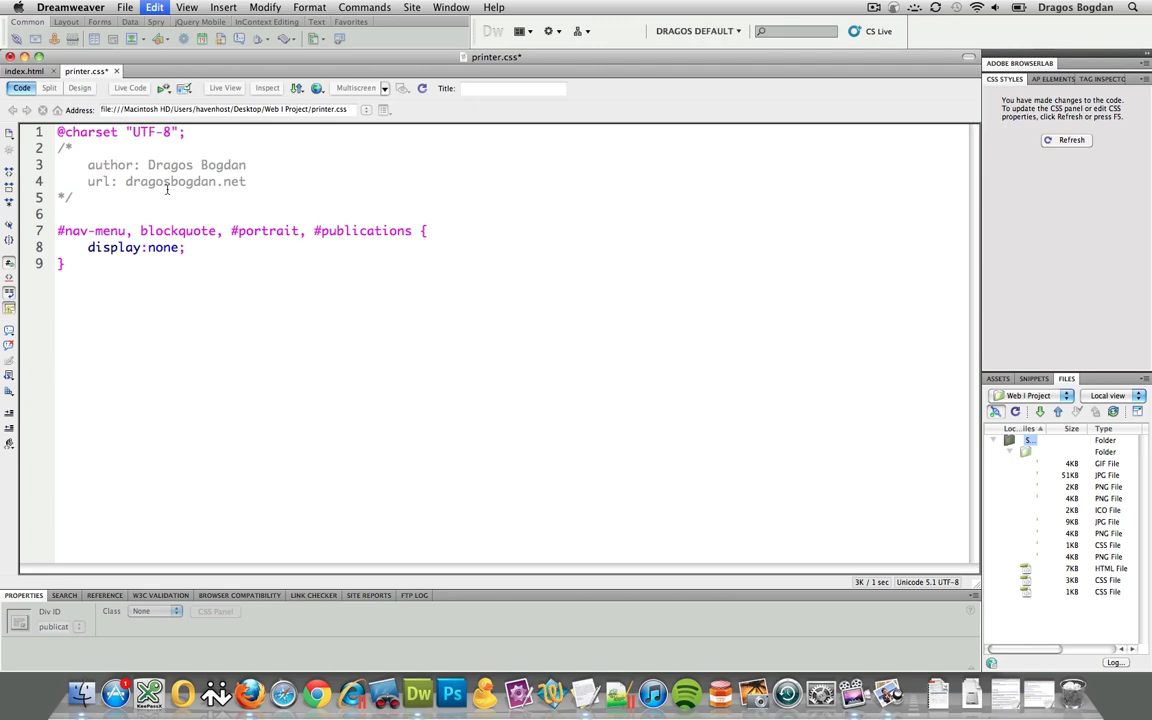 Dreamweaver File Edit View Insert Modify Format Commands Site Window Help Dragos Bogdan
Common Layout Forms Data Spry jQuery Mobile InContext Editing Text Favorites
Dw DRAGOS DEFAULT CS Live
printer.css*
index.html printer.css*
Code Split Design Live Code Live View Inspect Multiscreen Title:
Address: file:///Macintosh HD/Users/havenhost/Desktop/Web I Project/printer.css
1 @charset "UTF-8";
2 /*
3 author: Dragos Bogdan
4 url: dragosbogdan.net
5 */
6
7 #nav-menu, blockquote, #portrait, #publications {
8 display:none;
9 }
3K / 1 sec Unicode 5.1 UTF-8
PROPERTIES SEARCH REFERENCE W3C VALIDATION BROWSER COMPATIBILITY LINK CHECKER SITE REPORTS FTP LOG
Div ID Class None CSS Panel
publicat
ADOBE BROWSERLAB
CSS STYLES AP ELEMENTS TAG INSPECTO
You have made changes to the code.
To update the CSS panel or edit CSS
properties, click Refresh or press F5.
Refresh
ASSETS SNIPPETS FILES
Web I Project Local view
Loc...iles Size Type
S... Folder
Folder
4KB GIF File
51KB JPG File
2KB PNG File
4KB PNG File
2KB ICO File
9KB JPG File
4KB PNG File
1KB CSS File
4KB PNG File
7KB HTML File
3KB CSS File
1KB CSS File
Log...
Dw Ps